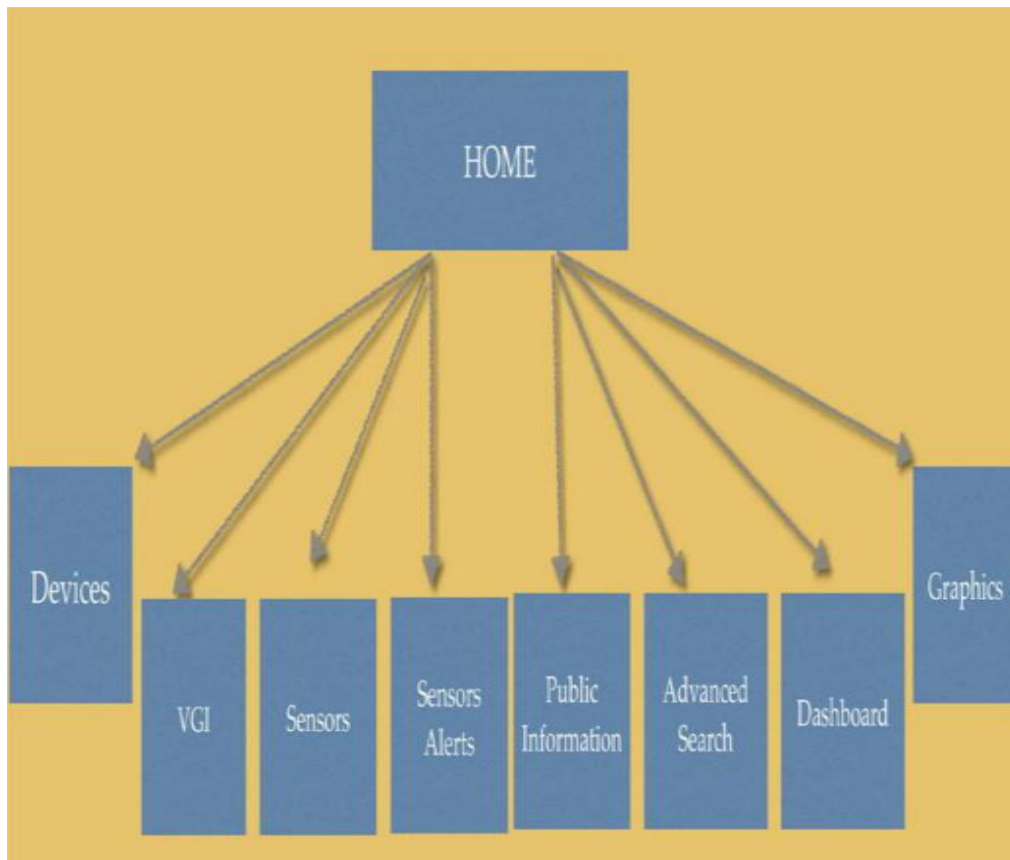 HOME
Devices
VGI
Sensors
Sensors
Alerts
Public
Information
Advanced
Search
Dashboard
Graphics